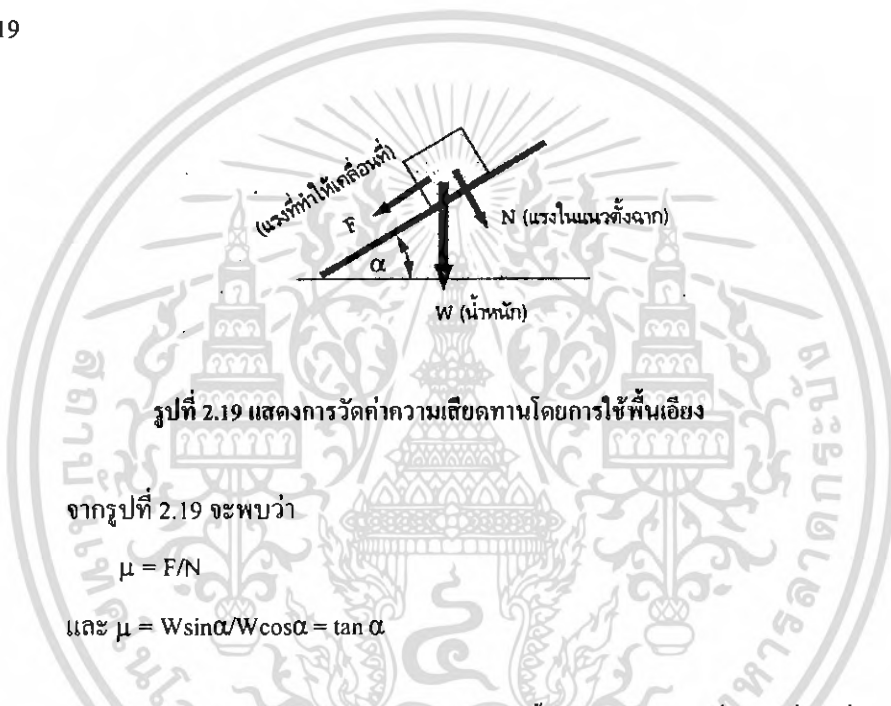 19
(แรงที่ทำให้เคลื่อนที่)
F
N (แรงในแนวตั้งฉาก)
α
W (น้ำหนัก)
รูปที่ 2.19 แสดงการวัดค่าความเสียดทานโดยการใช้พื้นเอียง
จากรูปที่ 2.19 จะพบว่า
μ = F/N
และ μ = Wsinα/Wcosα = tan α